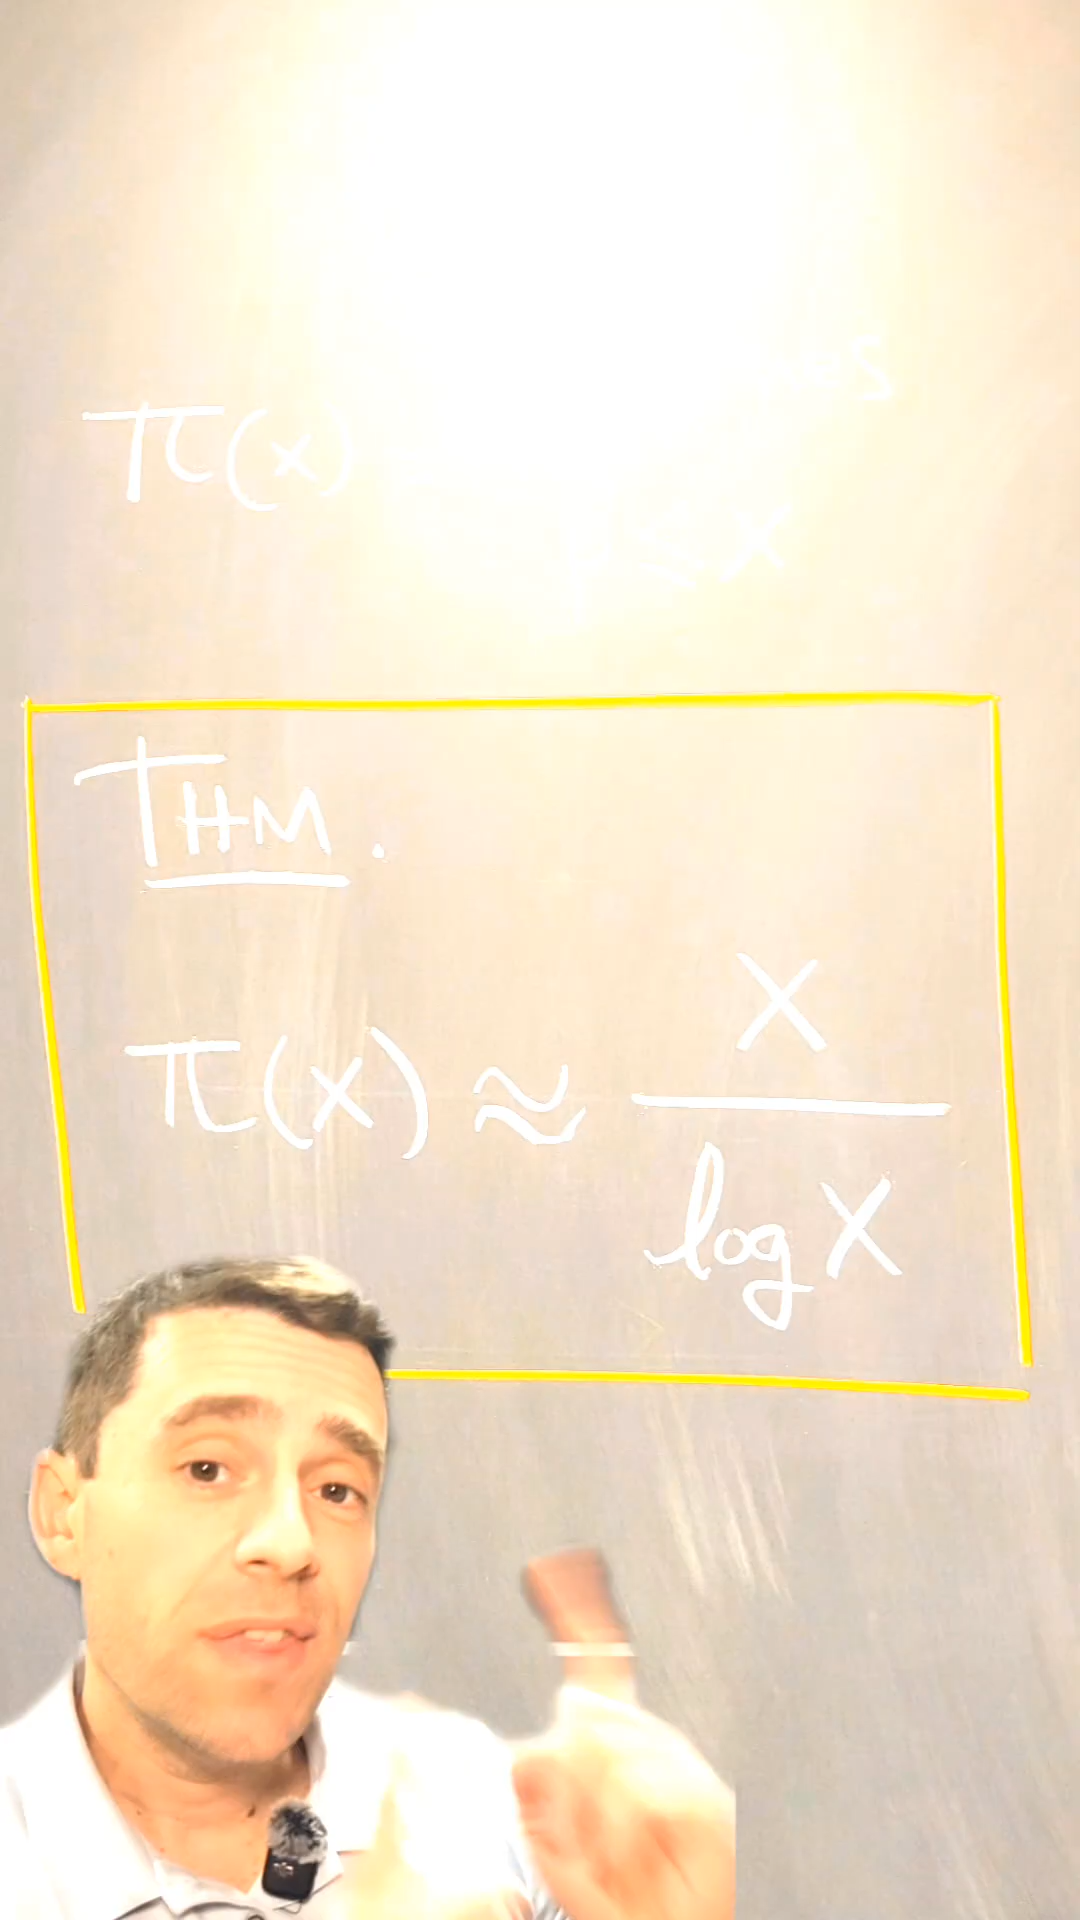 π(x)
≤ x
THM.
π(x) ≈ x / log x